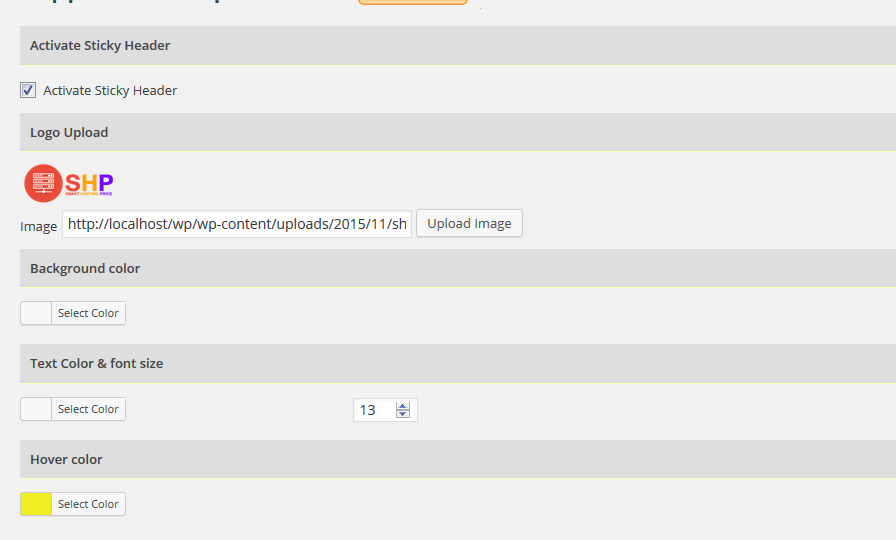 Activate Sticky Header
Activate Sticky Header
Logo Upload
SHP
SMART HOSTING PRICE
Image http://localhost/wp/wp-content/uploads/2015/11/sh Upload Image
Background color
Select Color
Text Color & font size
Select Color 13
Hover color
Select Color